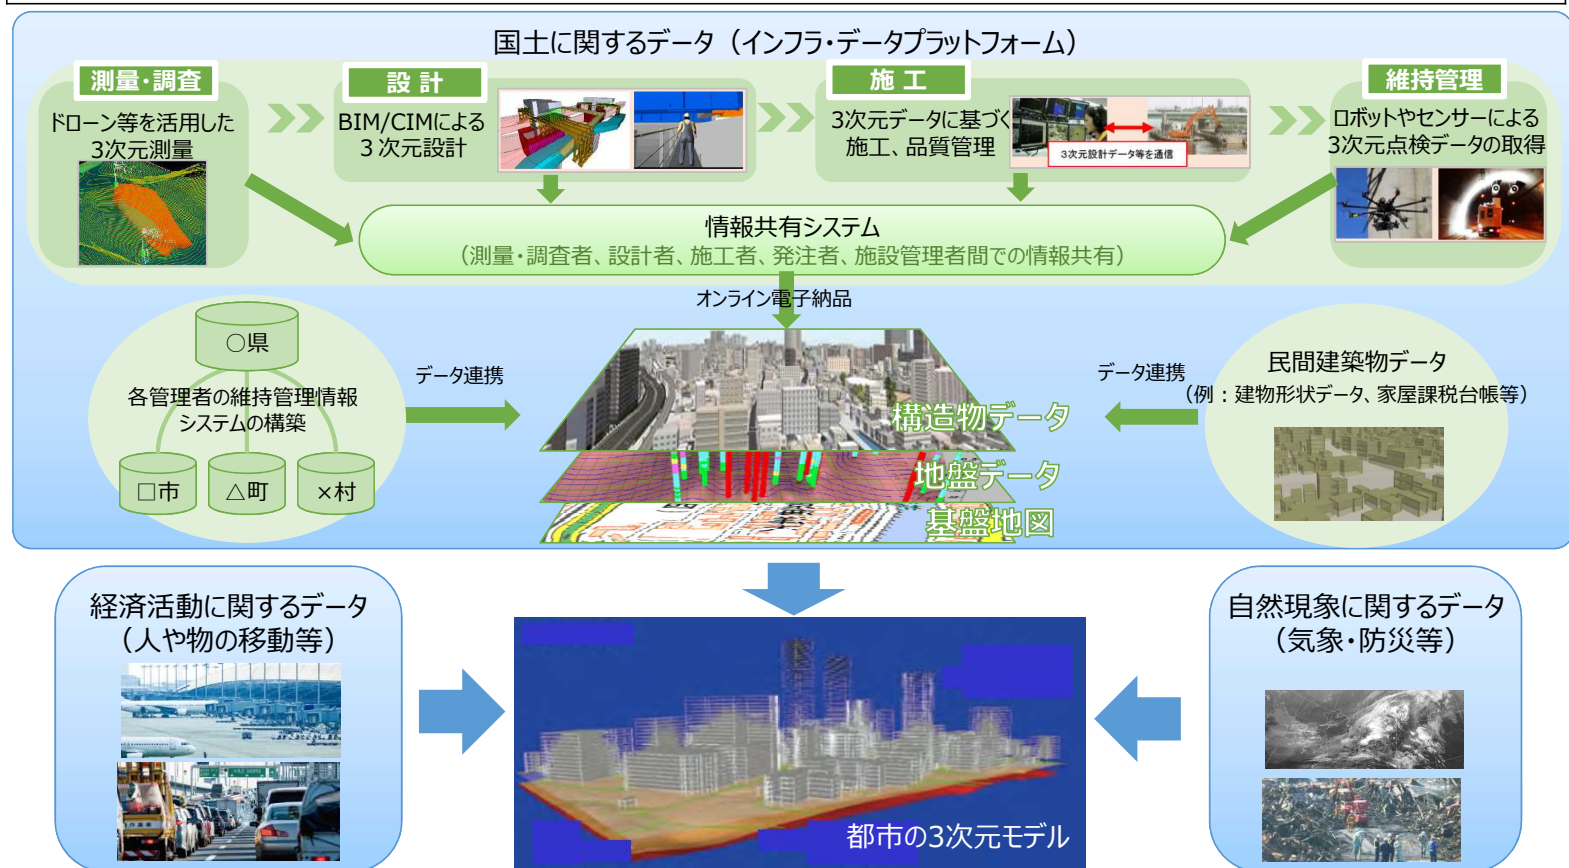 国土に関するデータ（インフラ・データプラットフォーム）
測量・調査
ドローン等を活用した
3次元測量
設 計
BIM/CIMによる
３次元設計
施 工
3次元データに基づく
施工、品質管理
3次元設計データ等を通信
維持管理
ロボットやセンサーによる
3次元点検データの取得
情報共有システム
（測量・調査者、設計者、施工者、発注者、施設管理者間での情報共有）
オンライン電子納品
○県
各管理者の維持管理情報
システムの構築
□市
△町
×村
データ連携
構造物データ
地盤データ
基盤地図
データ連携
民間建築物データ
（例：建物形状データ、家屋課税台帳等）
経済活動に関するデータ
（人や物の移動等）
都市の3次元モデル
自然現象に関するデータ
（気象・防災等）